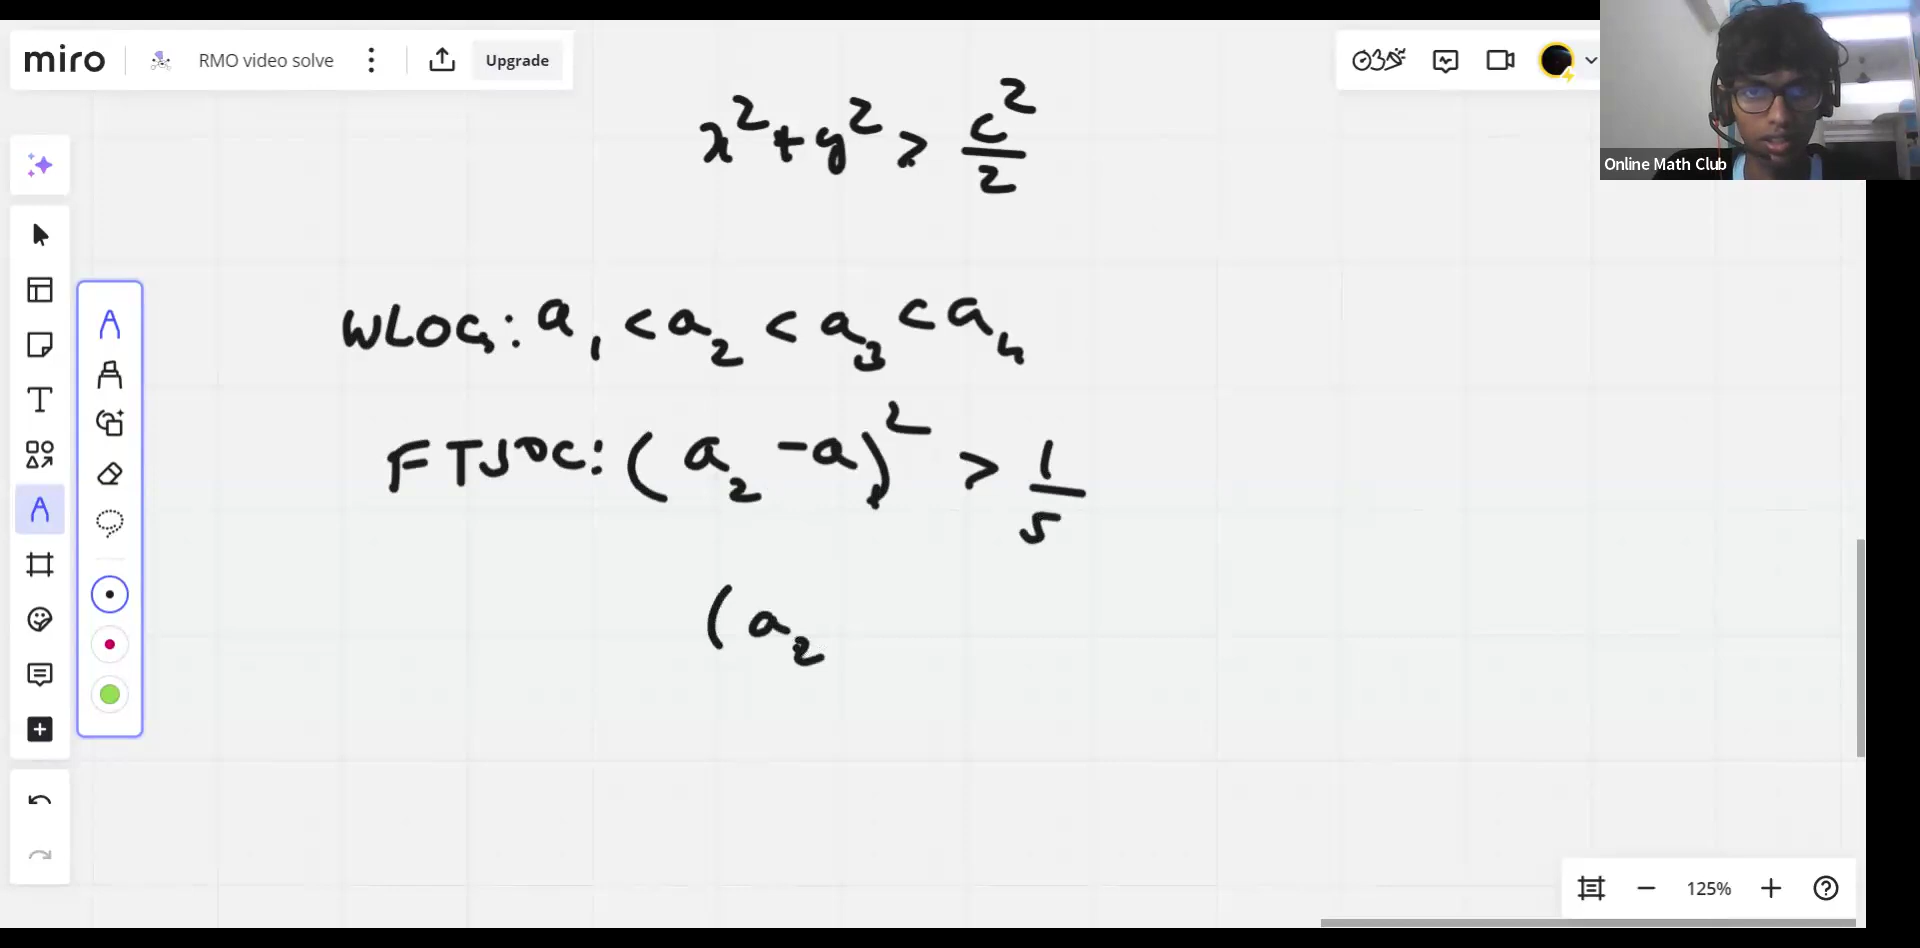 miro
RMO video solve
Upgrade
Online Math Club
x²+y² > c²/2
WLOG: a₁ < a₂ < a₃ < a₄
FTSOC: (a₂ - a)² > 1/5
(a₂
125%